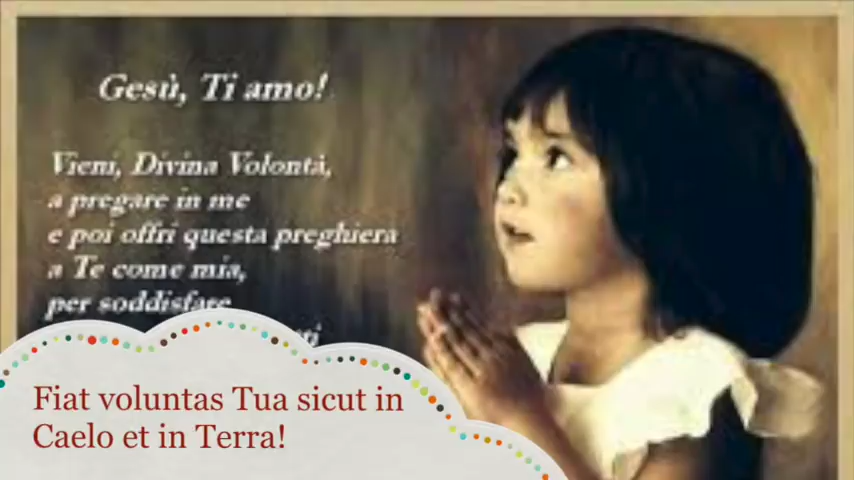 Gesù, Ti amo!
Vieni, Divina Volontà,
a pregare in me
e poi offri questa preghiera
a Te come mia,
per soddisfare
Fiat voluntas Tua sicut in
Caelo et in Terra!